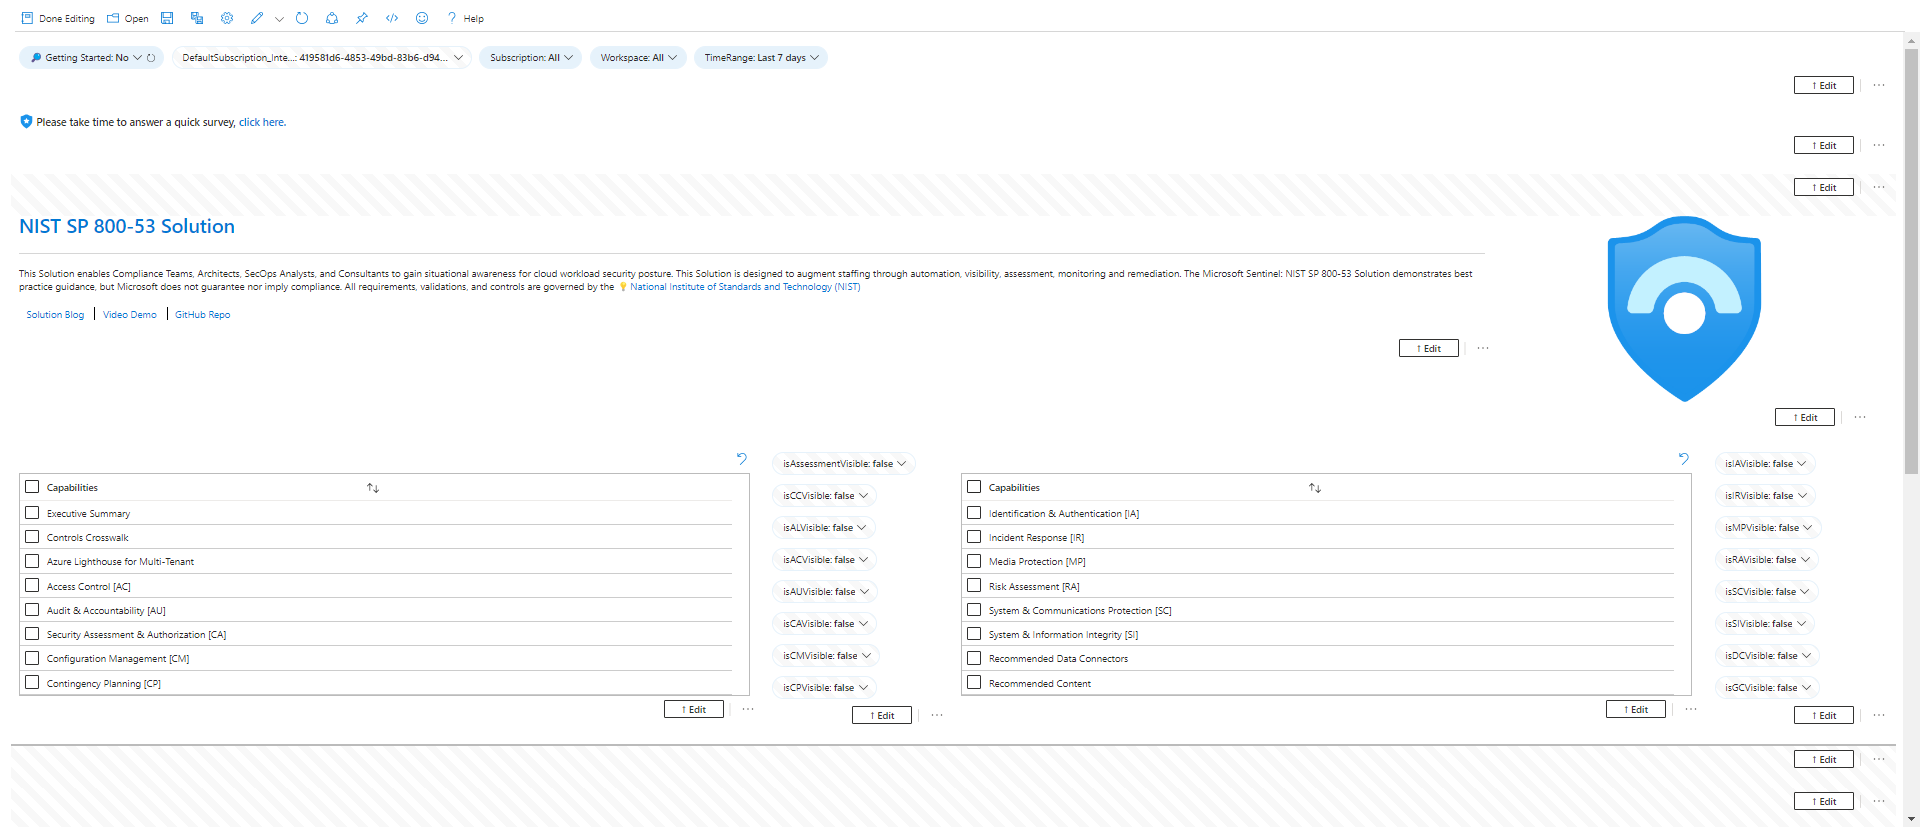 Done Editing Open Help
Getting Started: No DefaultSubscription_Inte...: 419581d6-4853-49bd-83b6-d94... Subscription: All Workspace: All TimeRange: Last 7 days
↑ Edit ...
Please take time to answer a quick survey, click here.
↑ Edit ...
↑ Edit ...
NIST SP 800-53 Solution
This Solution enables Compliance Teams, Architects, SecOps Analysts, and Consultants to gain situational awareness for cloud workload security posture. This Solution is designed to augment staffing through automation, visibility, assessment, monitoring and remediation. The Microsoft Sentinel: NIST SP 800-53 Solution demonstrates best
practice guidance, but Microsoft does not guarantee nor imply compliance. All requirements, validations, and controls are governed by the National Institute of Standards and Technology (NIST)
Solution Blog | Video Demo | GitHub Repo
↑ Edit ...
↑ Edit ...
Capabilities
Executive Summary
Controls Crosswalk
Azure Lighthouse for Multi-Tenant
Access Control [AC]
Audit & Accountability [AU]
Security Assessment & Authorization [CA]
Configuration Management [CM]
Contingency Planning [CP]
↑ Edit ...
isAssessmentVisible: false
isCCVisible: false
isALVisible: false
isACVisible: false
isAUVisible: false
isCAVisible: false
isCMVisible: false
isCPVisible: false
↑ Edit ...
Capabilities
Identification & Authentication [IA]
Incident Response [IR]
Media Protection [MP]
Risk Assessment [RA]
System & Communications Protection [SC]
System & Information Integrity [SI]
Recommended Data Connectors
Recommended Content
↑ Edit ...
isIAVisible: false
isIRVisible: false
isMPVisible: false
isRAVisible: false
isSCVisible: false
isSIVisible: false
isDCVisible: false
isGCVisible: false
↑ Edit ...
↑ Edit ...
↑ Edit ...